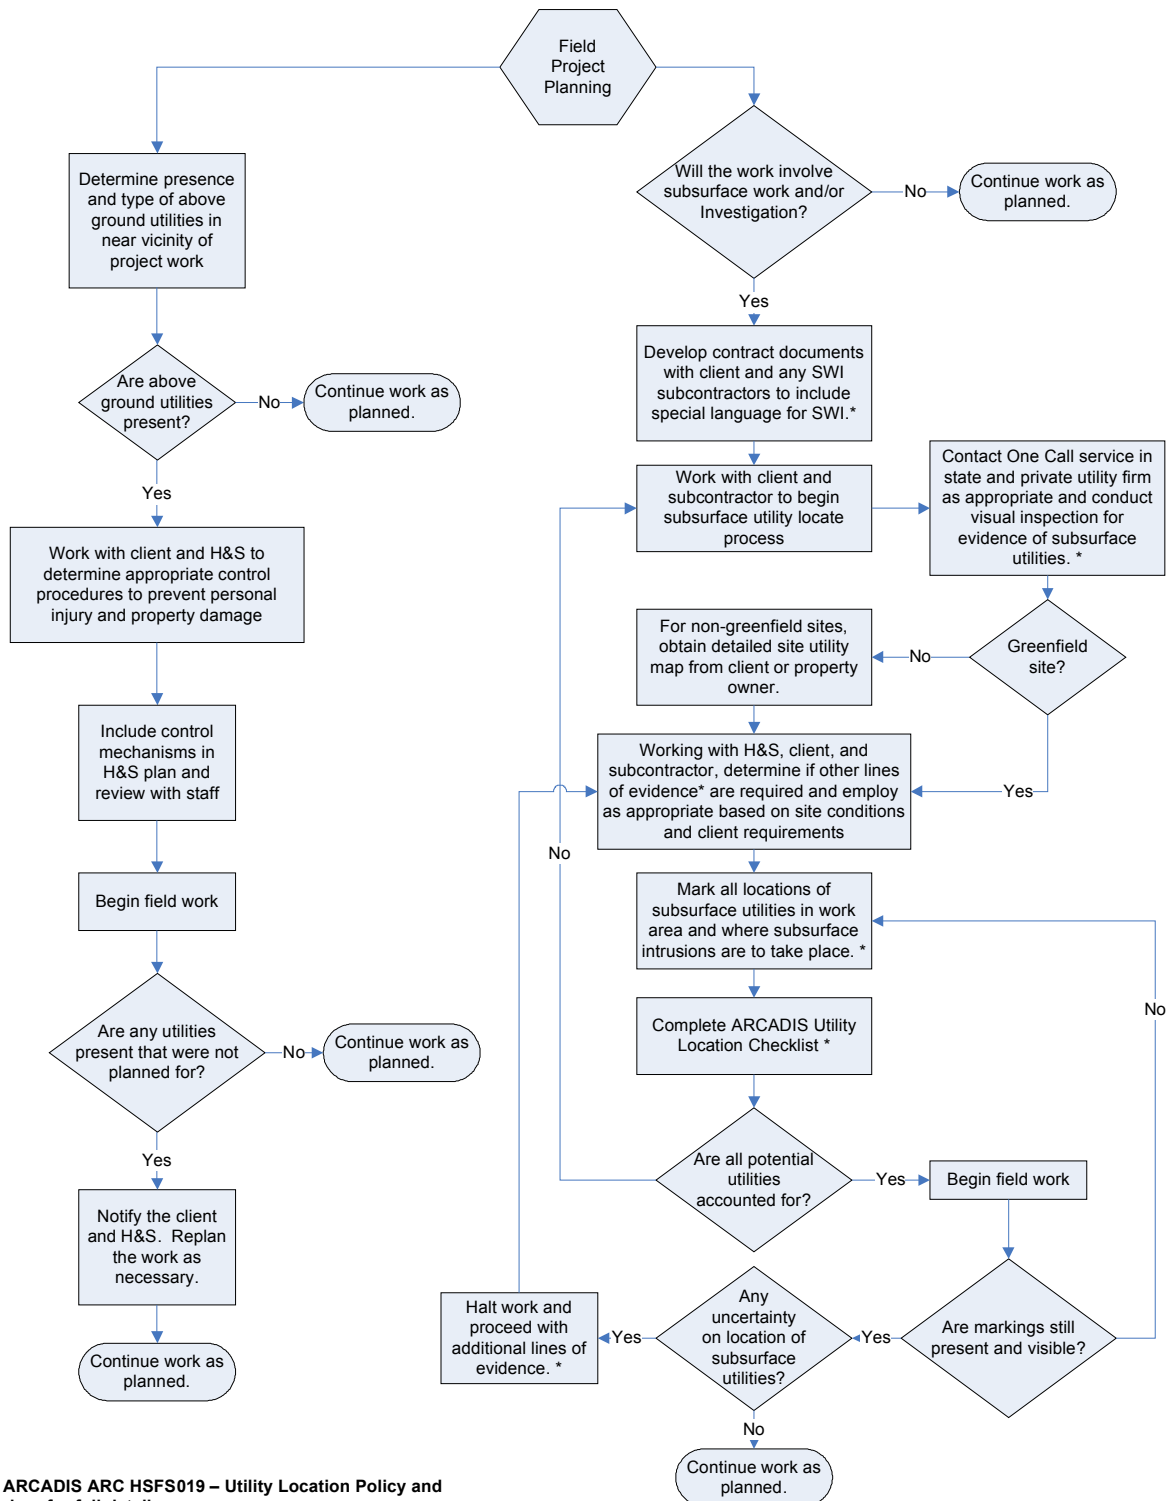 Field
Project
Planning
Determine presence
and type of above
ground utilities in
near vicinity of
project work
Are above
ground utilities
present?
No
Continue work as
planned.
Yes
Work with client and H&S to
determine appropriate control
procedures to prevent personal
injury and property damage
Include control
mechanisms in
H&S plan and
review with staff
Begin field work
Are any utilities
present that were not
planned for?
No
Continue work as
planned.
Yes
Notify the client
and H&S.  Replan
the work as
necessary.
Continue work as
planned.
Will the work involve
subsurface work and/or
Investigation?
No
Continue work as
planned.
Yes
Develop contract documents
with client and any SWI
subcontractors to include
special language for SWI.*
Work with client and
subcontractor to begin
subsurface utility locate
process
Contact One Call service in
state and private utility firm
as appropriate and conduct
visual inspection for
evidence of subsurface
utilities. *
Greenfield
site?
No
For non-greenfield sites,
obtain detailed site utility
map from client or property
owner.
Yes
Working with H&S, client, and
subcontractor, determine if other lines
of evidence* are required and employ
as appropriate based on site conditions
and client requirements
Mark all locations of
subsurface utilities in work
area and where subsurface
intrusions are to take place. *
Complete ARCADIS Utility
Location Checklist *
Are all potential
utilities
accounted for?
No
Yes
Begin field work
Are markings still
present and visible?
No
Yes
Any
uncertainty
on location of
subsurface
utilities?
Yes
Halt work and
proceed with
additional lines of
evidence. *
No
Continue work as
planned.
ARCADIS ARC HSFS019 – Utility Location Policy and